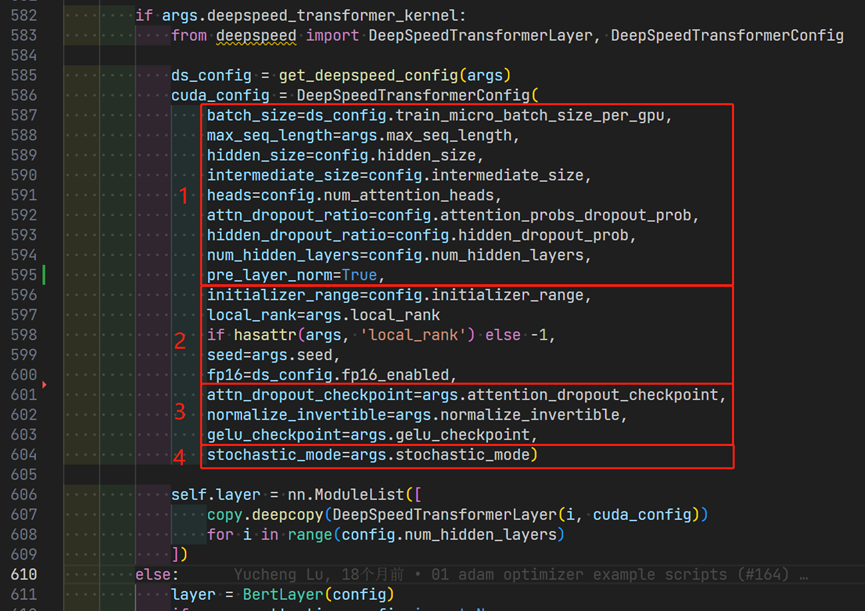 582 if args.deepspeed_transformer_kernel:
583 from deepspeed import DeepSpeedTransformerLayer, DeepSpeedTransformerConfig
584
585 ds_config = get_deepspeed_config(args)
586 cuda_config = DeepSpeedTransformerConfig(
587 batch_size=ds_config.train_micro_batch_size_per_gpu,
588 max_seq_length=args.max_seq_length,
589 hidden_size=config.hidden_size,
590 intermediate_size=config.intermediate_size,
591 1 heads=config.num_attention_heads,
592 attn_dropout_ratio=config.attention_probs_dropout_prob,
593 hidden_dropout_ratio=config.hidden_dropout_prob,
594 num_hidden_layers=config.num_hidden_layers,
595 pre_layer_norm=True,
596 initializer_range=config.initializer_range,
597 local_rank=args.local_rank
598 2 if hasattr(args, 'local_rank') else -1,
599 seed=args.seed,
600 fp16=ds_config.fp16_enabled,
601 attn_dropout_checkpoint=args.attention_dropout_checkpoint,
602 3 normalize_invertible=args.normalize_invertible,
603 gelu_checkpoint=args.gelu_checkpoint,
604 4 stochastic_mode=args.stochastic_mode)
605
606 self.layer = nn.ModuleList([
607 copy.deepcopy(DeepSpeedTransformerLayer(i, cuda_config))
608 for i in range(config.num_hidden_layers)
609 ])
610 else: Yucheng Lu, 18个月前 • 01 adam optimizer example scripts (#164) …
611 layer = BertLayer(config)